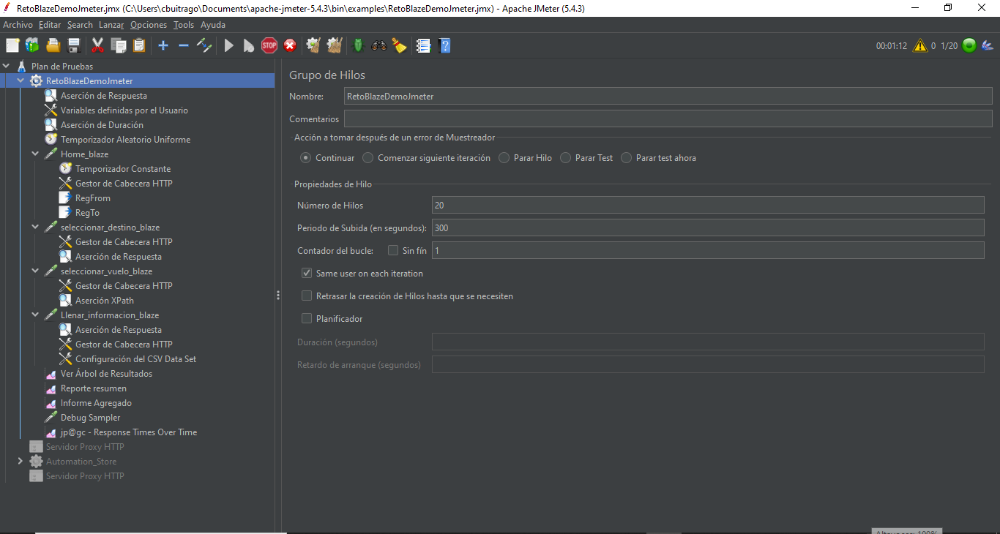 RetoBlazeDemoJmeter.jmx (C:\Users\cbuitrago\Documents\apache-jmeter-5.4.3\bin\examples\RetoBlazeDemoJmeter.jmx) - Apache JMeter (5.4.3)
Archivo Editar Search Lanzar Opciones Tools Ayuda
STOP 00:01:12 0 1/20
Plan de Pruebas
RetoBlazeDemoJmeter
Aserción de Respuesta
Variables definidas por el Usuario
Aserción de Duración
Temporizador Aleatorio Uniforme
Home_blaze
Temporizador Constante
Gestor de Cabecera HTTP
RegFrom
RegTo
seleccionar_destino_blaze
Gestor de Cabecera HTTP
Aserción de Respuesta
seleccionar_vuelo_blaze
Gestor de Cabecera HTTP
Aserción XPath
Llenar_informacion_blaze
Aserción de Respuesta
Gestor de Cabecera HTTP
Configuración del CSV Data Set
Ver Árbol de Resultados
Reporte resumen
Informe Agregado
Debug Sampler
jp@gc - Response Times Over Time
Servidor Proxy HTTP
Automation_Store
Servidor Proxy HTTP
Grupo de Hilos
Nombre: RetoBlazeDemoJmeter
Comentarios
Acción a tomar después de un error de Muestreador
Continuar Comenzar siguiente iteración Parar Hilo Parar Test Parar test ahora
Propiedades de Hilo
Número de Hilos 20
Periodo de Subida (en segundos): 300
Contador del bucle: Sin fín 1
Same user on each iteration
Retrasar la creación de Hilos hasta que se necesiten
Planificador
Duración (segundos)
Retardo de arranque (segundos)